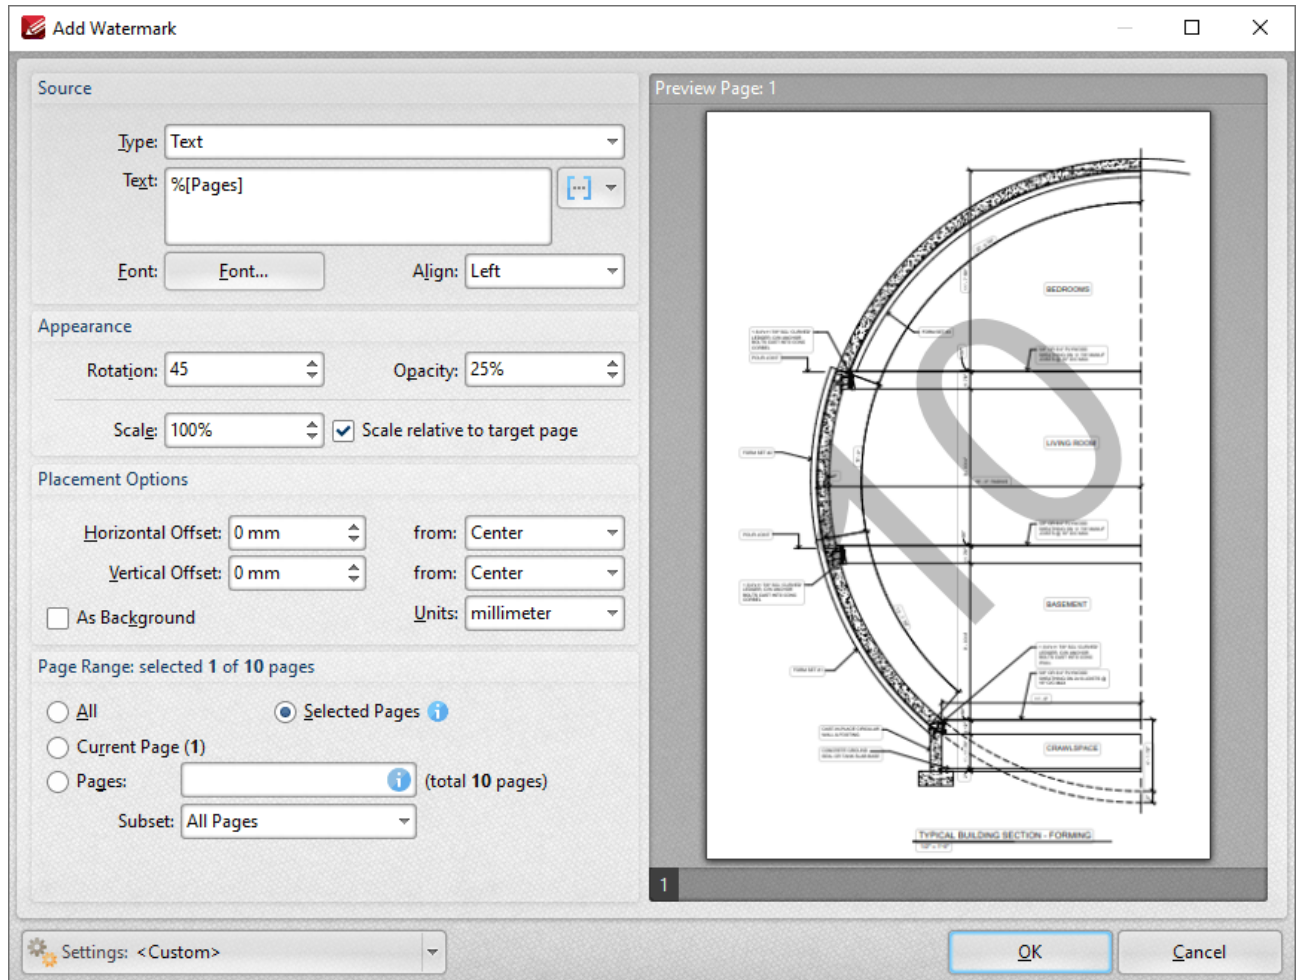 Add Watermark
Source
Type: Text
Text: %[Pages]
Font: Font... Align: Left
Appearance
Rotation: 45 Opacity: 25%
Scale: 100% Scale relative to target page
Placement Options
Horizontal Offset: 0 mm from: Center
Vertical Offset: 0 mm from: Center
As Background Units: millimeter
Page Range: selected 1 of 10 pages
All Selected Pages
Current Page (1)
Pages: (total 10 pages)
Subset: All Pages
Settings: <Custom>
Preview Page: 1
BEDROOMS
LIVING ROOM
10
BASEMENT
CRAWLSPACE
TYPICAL BUILDING SECTION - FORMING
1
OK Cancel